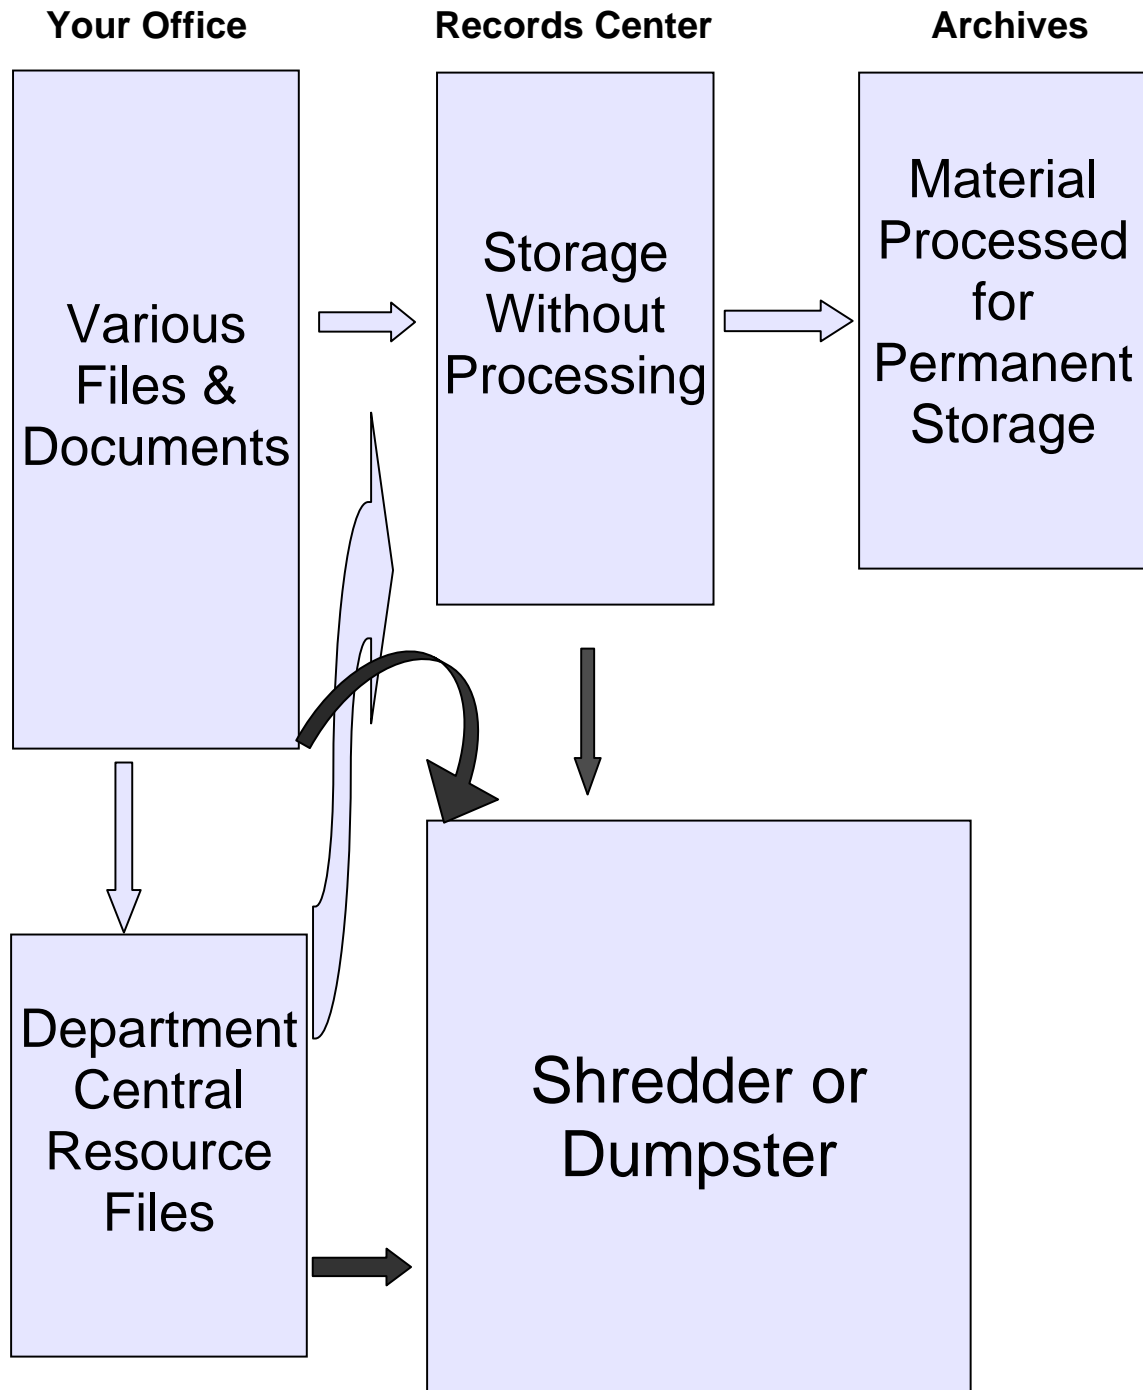 Your Office
Records Center
Archives
Various
Files &
Documents
Storage
Without
Processing
Material
Processed
for
Permanent
Storage
Department
Central
Resource
Files
Shredder or
Dumpster